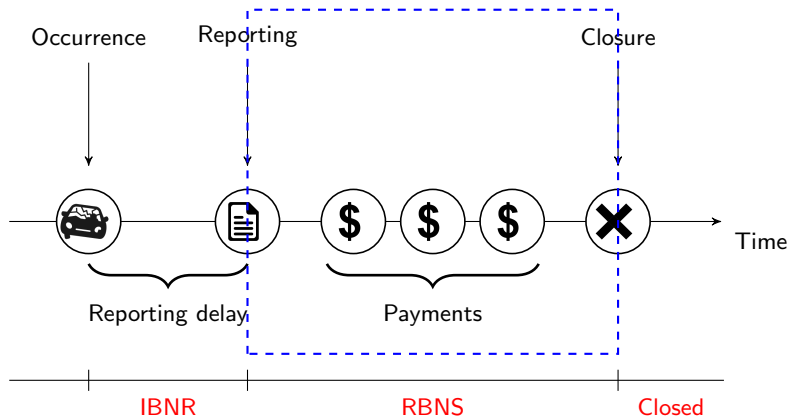 Occurrence
Reporting
Closure
$ $ $
Time
Reporting delay
Payments
IBNR
RBNS
Closed